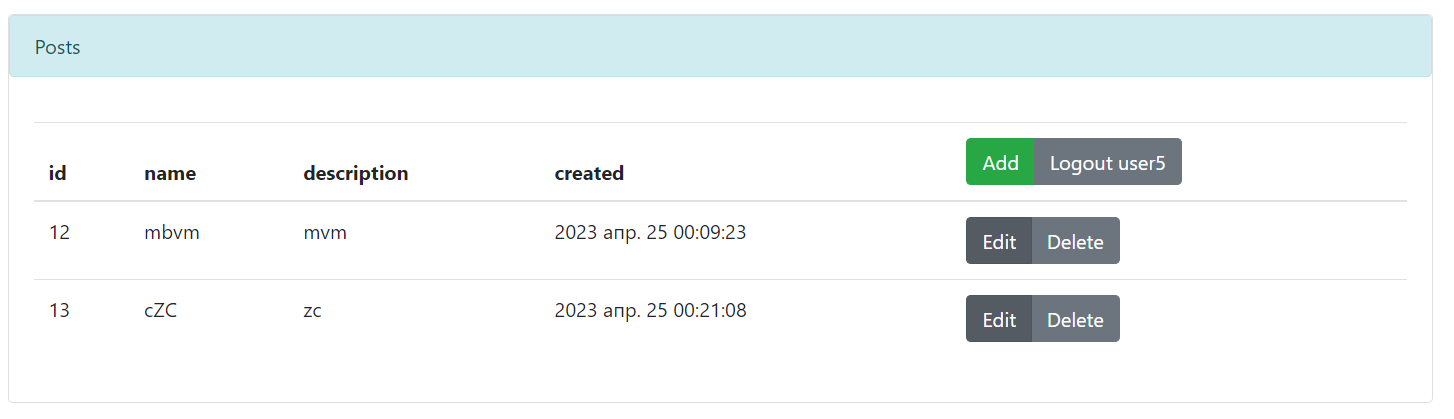 Posts
id name description created Add Logout user5
12 mbvm mvm 2023 апр. 25 00:09:23 Edit Delete
13 cZC zc 2023 апр. 25 00:21:08 Edit Delete